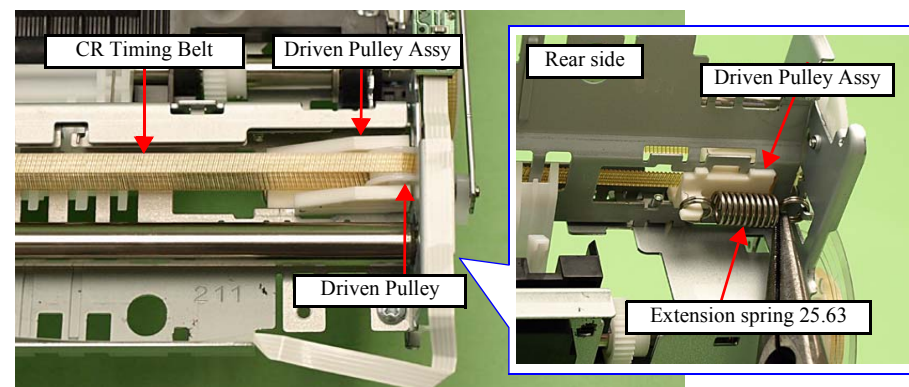 CR Timing Belt
Driven Pulley Assy
Driven Pulley
211
Rear side
Driven Pulley Assy
Extension spring 25.63